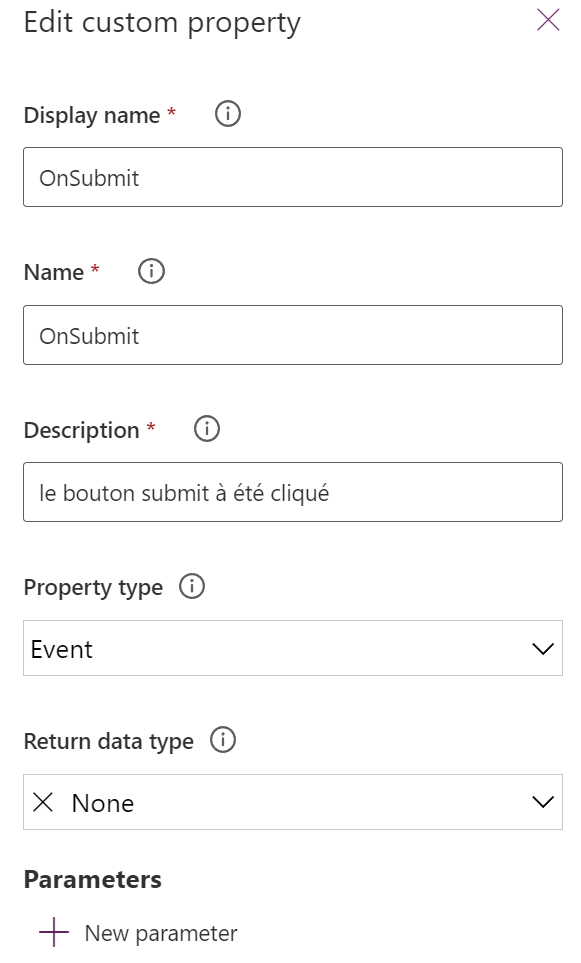 Edit custom property
Display name *
OnSubmit
Name *
OnSubmit
Description *
le bouton submit à été cliqué
Property type
Event
Return data type
None
Parameters
New parameter